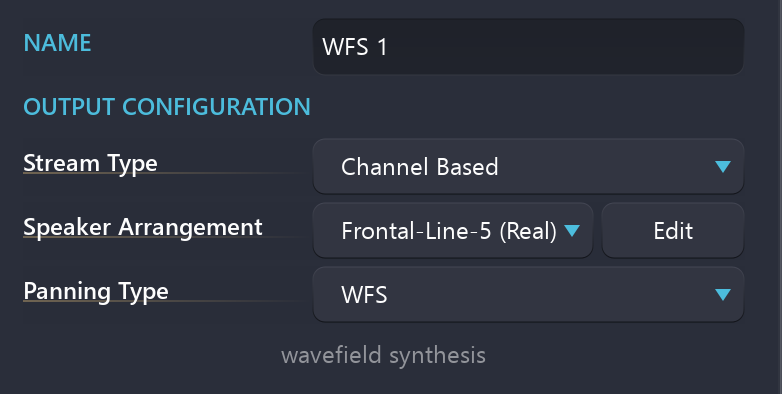 NAME WFS 1
OUTPUT CONFIGURATION
Stream Type Channel Based
Speaker Arrangement Frontal-Line-5 (Real) Edit
Panning Type WFS
wavefield synthesis